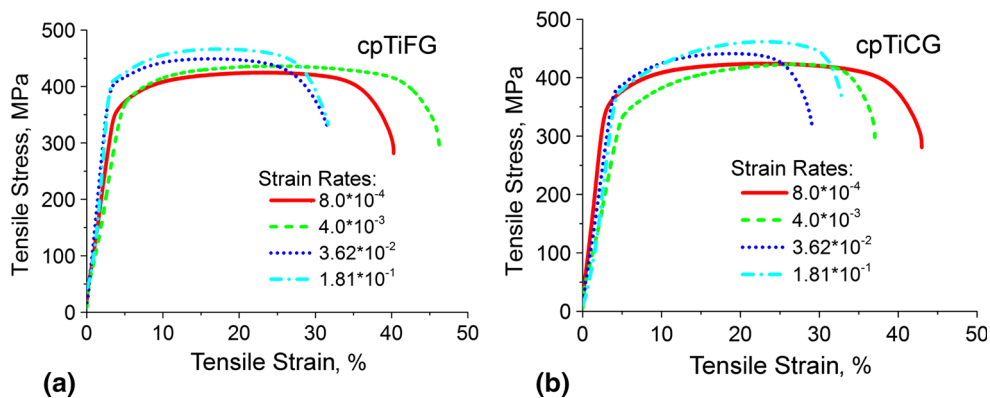 cpTiFG
500
400
300
200
100
0
Tensile Stress, MPa
Strain Rates:
8.0*10⁻⁴
4.0*10⁻³
3.62*10⁻²
1.81*10⁻¹
0 10 20 30 40 50
Tensile Strain, %
(a)
cpTiCG
500
400
300
200
100
0
Tensile Stress, MPa
Strain Rates:
8.0*10⁻⁴
4.0*10⁻³
3.62*10⁻²
1.81*10⁻¹
0 10 20 30 40 50
Tensile Strain, %
(b)